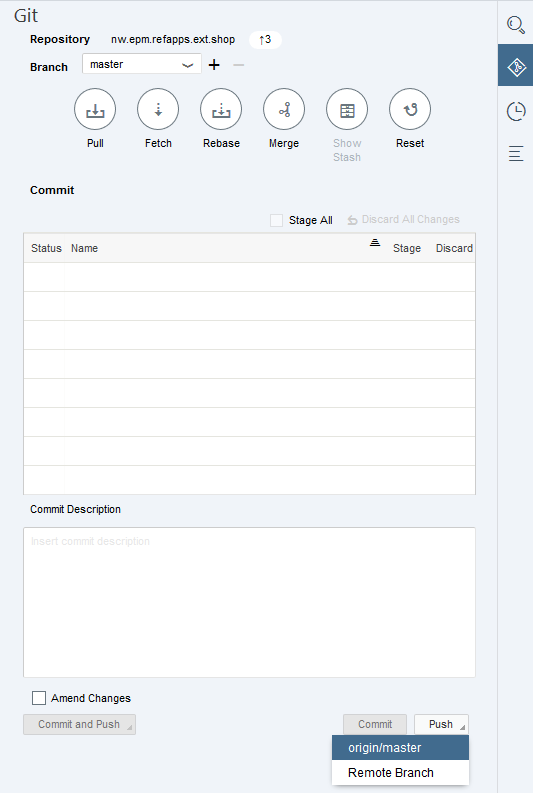 Git
Repository nw.epm.refapps.ext.shop ↑3
Branch master + −
Pull Fetch Rebase Merge Show Stash Reset
Commit
Stage All Discard All Changes
Status Name Stage Discard
Commit Description
Insert commit description
Amend Changes
Commit and Push Commit Push
origin/master
Remote Branch